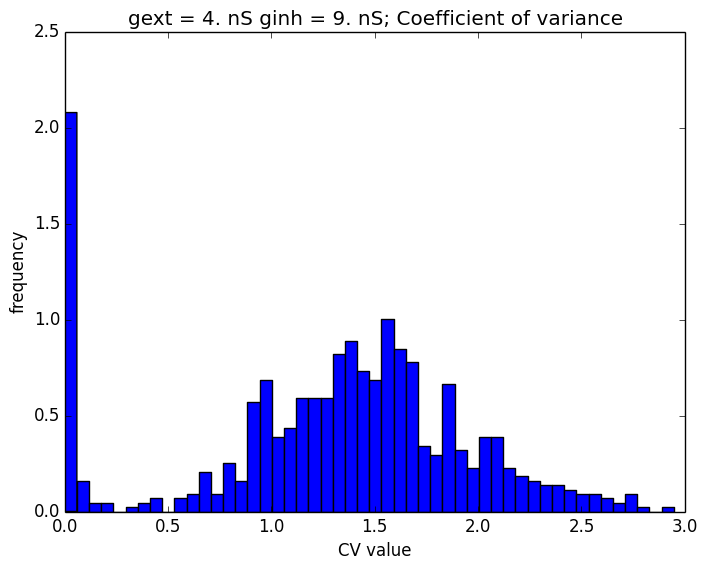 gext = 4. nS ginh = 9. nS; Coefficient of variance
2.5
2.0
1.5
1.0
0.5
0.0
frequency
0.0 0.5 1.0 1.5 2.0 2.5 3.0
CV value